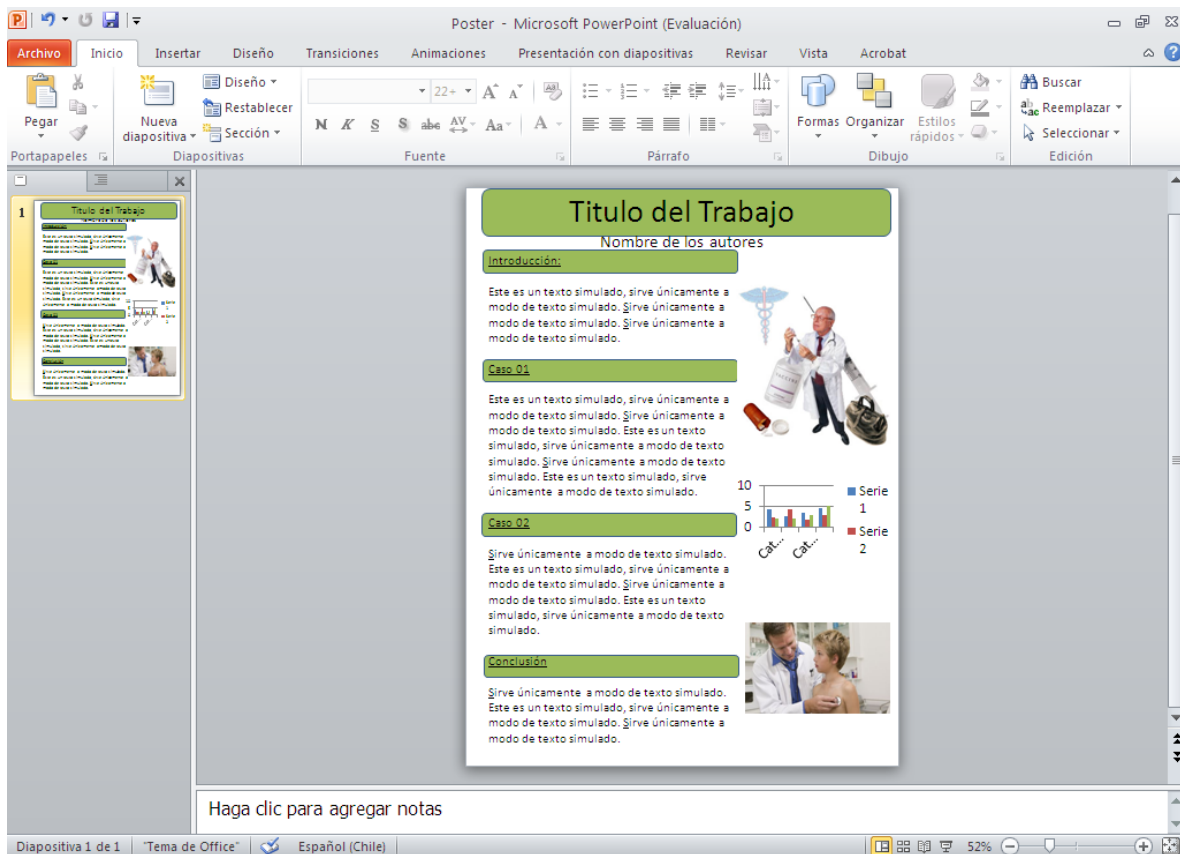 Poster - Microsoft PowerPoint (Evaluación)
Archivo Inicio Insertar Diseño Transiciones Animaciones Presentación con diapositivas Revisar Vista Acrobat
Pegar
Portapapeles
Nueva
diapositiva
Diseño
Restablecer
Sección
Diapositivas
22+
N K S S abc AV Aa A
Fuente
Párrafo
Formas
Organizar
Estilos
rápidos
Dibujo
Buscar
Reemplazar
Seleccionar
Edición
1
Titulo del Trabajo
Nombre de los autores
Introducción:
Este es un texto simulado, sirve únicamente a
modo de texto simulado. Sirve únicamente a
modo de texto simulado. Sirve únicamente a
modo de texto simulado.
Caso 01
Este es un texto simulado, sirve únicamente a
modo de texto simulado. Sirve únicamente a
modo de texto simulado. Este es un texto
simulado, sirve únicamente a modo de texto
simulado. Sirve únicamente a modo de texto
simulado. Este es un texto simulado, sirve
únicamente a modo de texto simulado.
10
5
0
Cat...
Cat...
Serie
1
Serie
2
Caso 02
Sirve únicamente a modo de texto simulado.
Este es un texto simulado, sirve únicamente a
modo de texto simulado. Sirve únicamente a
modo de texto simulado. Este es un texto
simulado, sirve únicamente a modo de texto
simulado.
Conclusión
Sirve únicamente a modo de texto simulado.
Este es un texto simulado, sirve únicamente a
modo de texto simulado. Sirve únicamente a
modo de texto simulado.
Haga clic para agregar notas
Diapositiva 1 de 1 "Tema de Office" Español (Chile) 52%